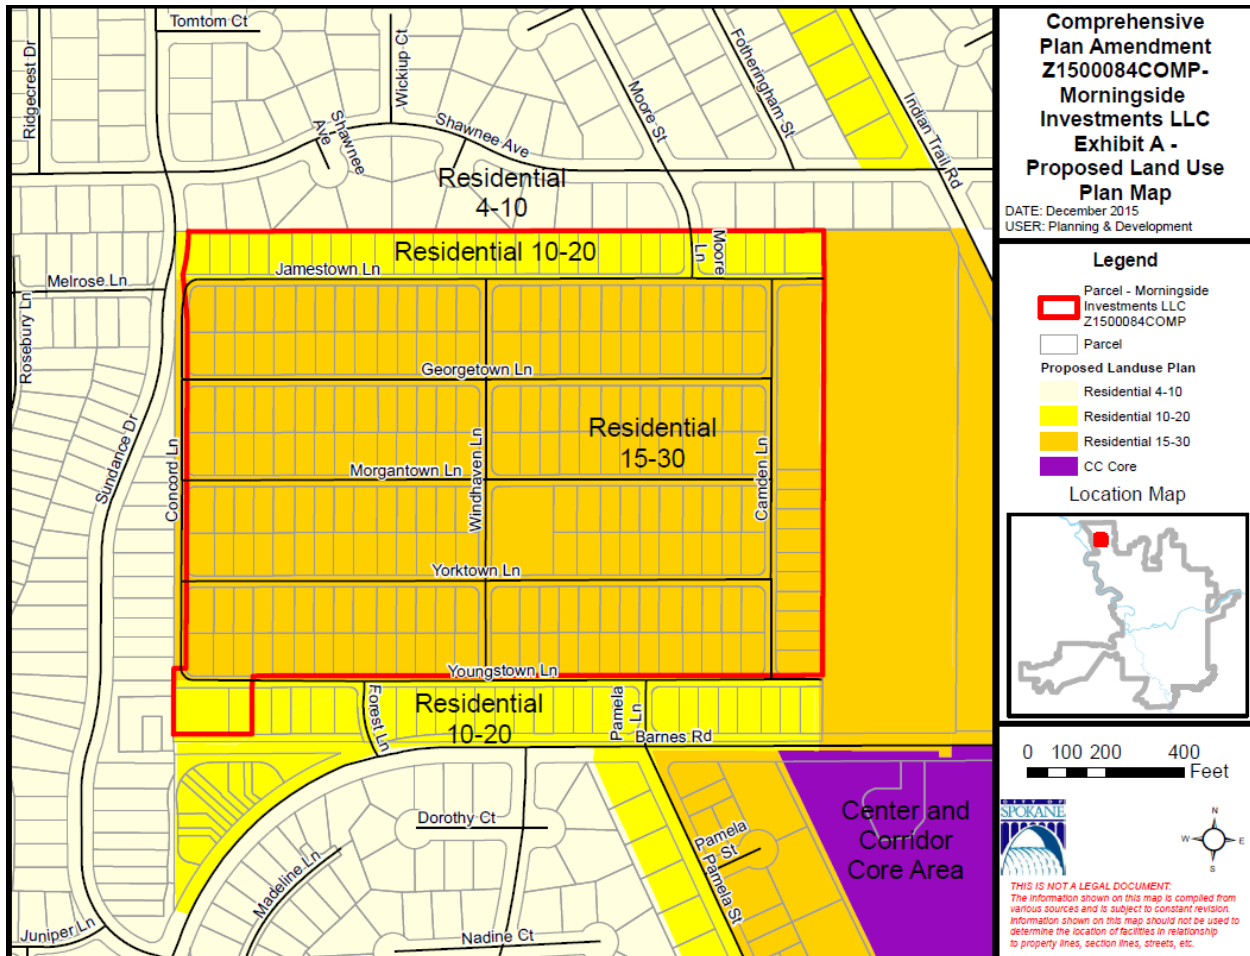 Tomtom Ct
Ridgecrest Dr
Wickiup Ct
Shawnee
Ave
Shawnee Ave
Moore St
Fotheringham St
Indian Trail Rd
Residential
4-10
Residential 10-20
Moore
Ln
Jamestown Ln
Melrose Ln
Rosebury Ln
Georgetown Ln
Residential
15-30
Sundance Dr
Concord Ln
Morgantown Ln
Windhaven Ln
Camden Ln
Yorktown Ln
Youngstown Ln
Forest Ln
Residential
10-20
Pamela
Ln
Barnes Rd
Dorothy Ct
Madeline Ln
Pamela
St
Pamela St
Center and
Corridor
Core Area
Juniper Ln
Nadine Ct
Comprehensive
Plan Amendment
Z1500084COMP-
Morningside
Investments LLC
Exhibit A -
Proposed Land Use
Plan Map
DATE: December 2015
USER: Planning & Development
Legend
Parcel - Morningside
Investments LLC
Z1500084COMP
Parcel
Proposed Landuse Plan
Residential 4-10
Residential 10-20
Residential 15-30
CC Core
Location Map
0 100 200 400
Feet
CITY OF
SPOKANE
N
W E
S
THIS IS NOT A LEGAL DOCUMENT:
The information shown on this map is compiled from
various sources and is subject to constant revision.
Information shown on this map should not be used to
determine the location of facilities in relationship
to property lines, section lines, streets, etc.